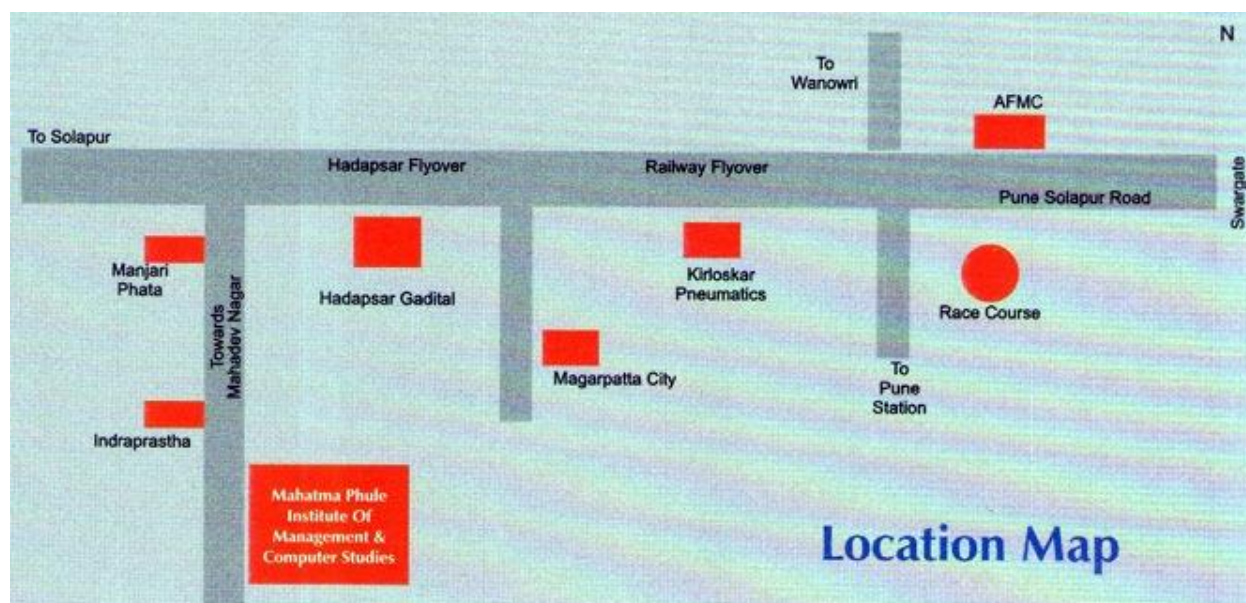 N
To
Wanowri
AFMC
To Solapur
Hadapsar Flyover
Railway Flyover
Pune Solapur Road
Swargate
Manjari
Phata
Towards
Mahadev Nagar
Hadapsar Gadital
Kirloskar
Pneumatics
Race Course
Magarpatta City
To
Pune
Station
Indraprastha
Mahatma Phule
Institute Of
Management &
Computer Studies
Location Map